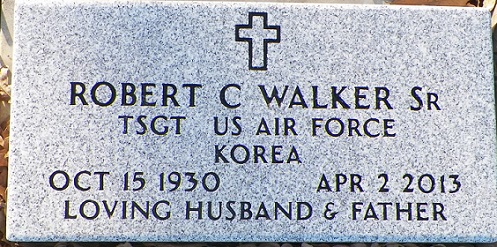 ROBERT C WALKER SR
TSGT US AIR FORCE
KOREA
OCT 15 1930 APR 2 2013
LOVING HUSBAND & FATHER